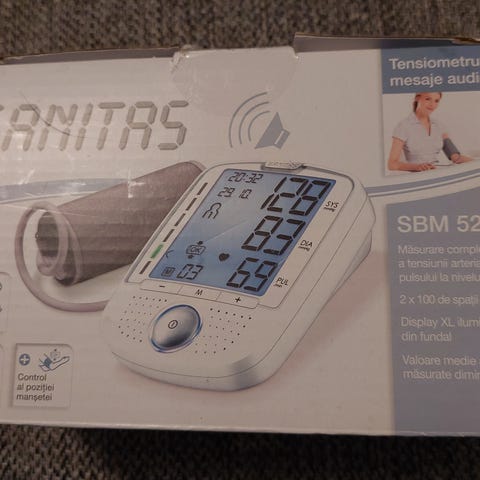 SANITAS
Tensiometru
mesaje audi
SBM 52
Măsurare comple
a tensiunii arteria
pulsului la nivelu
2 x 100 de spații
Display XL ilumi
din fundal
Valoare medie
măsurate dimin
20:32
29.10.
128
SYS
83
DIA
OK
03
69
PUL
- M +
Control
al poziției
manșetei